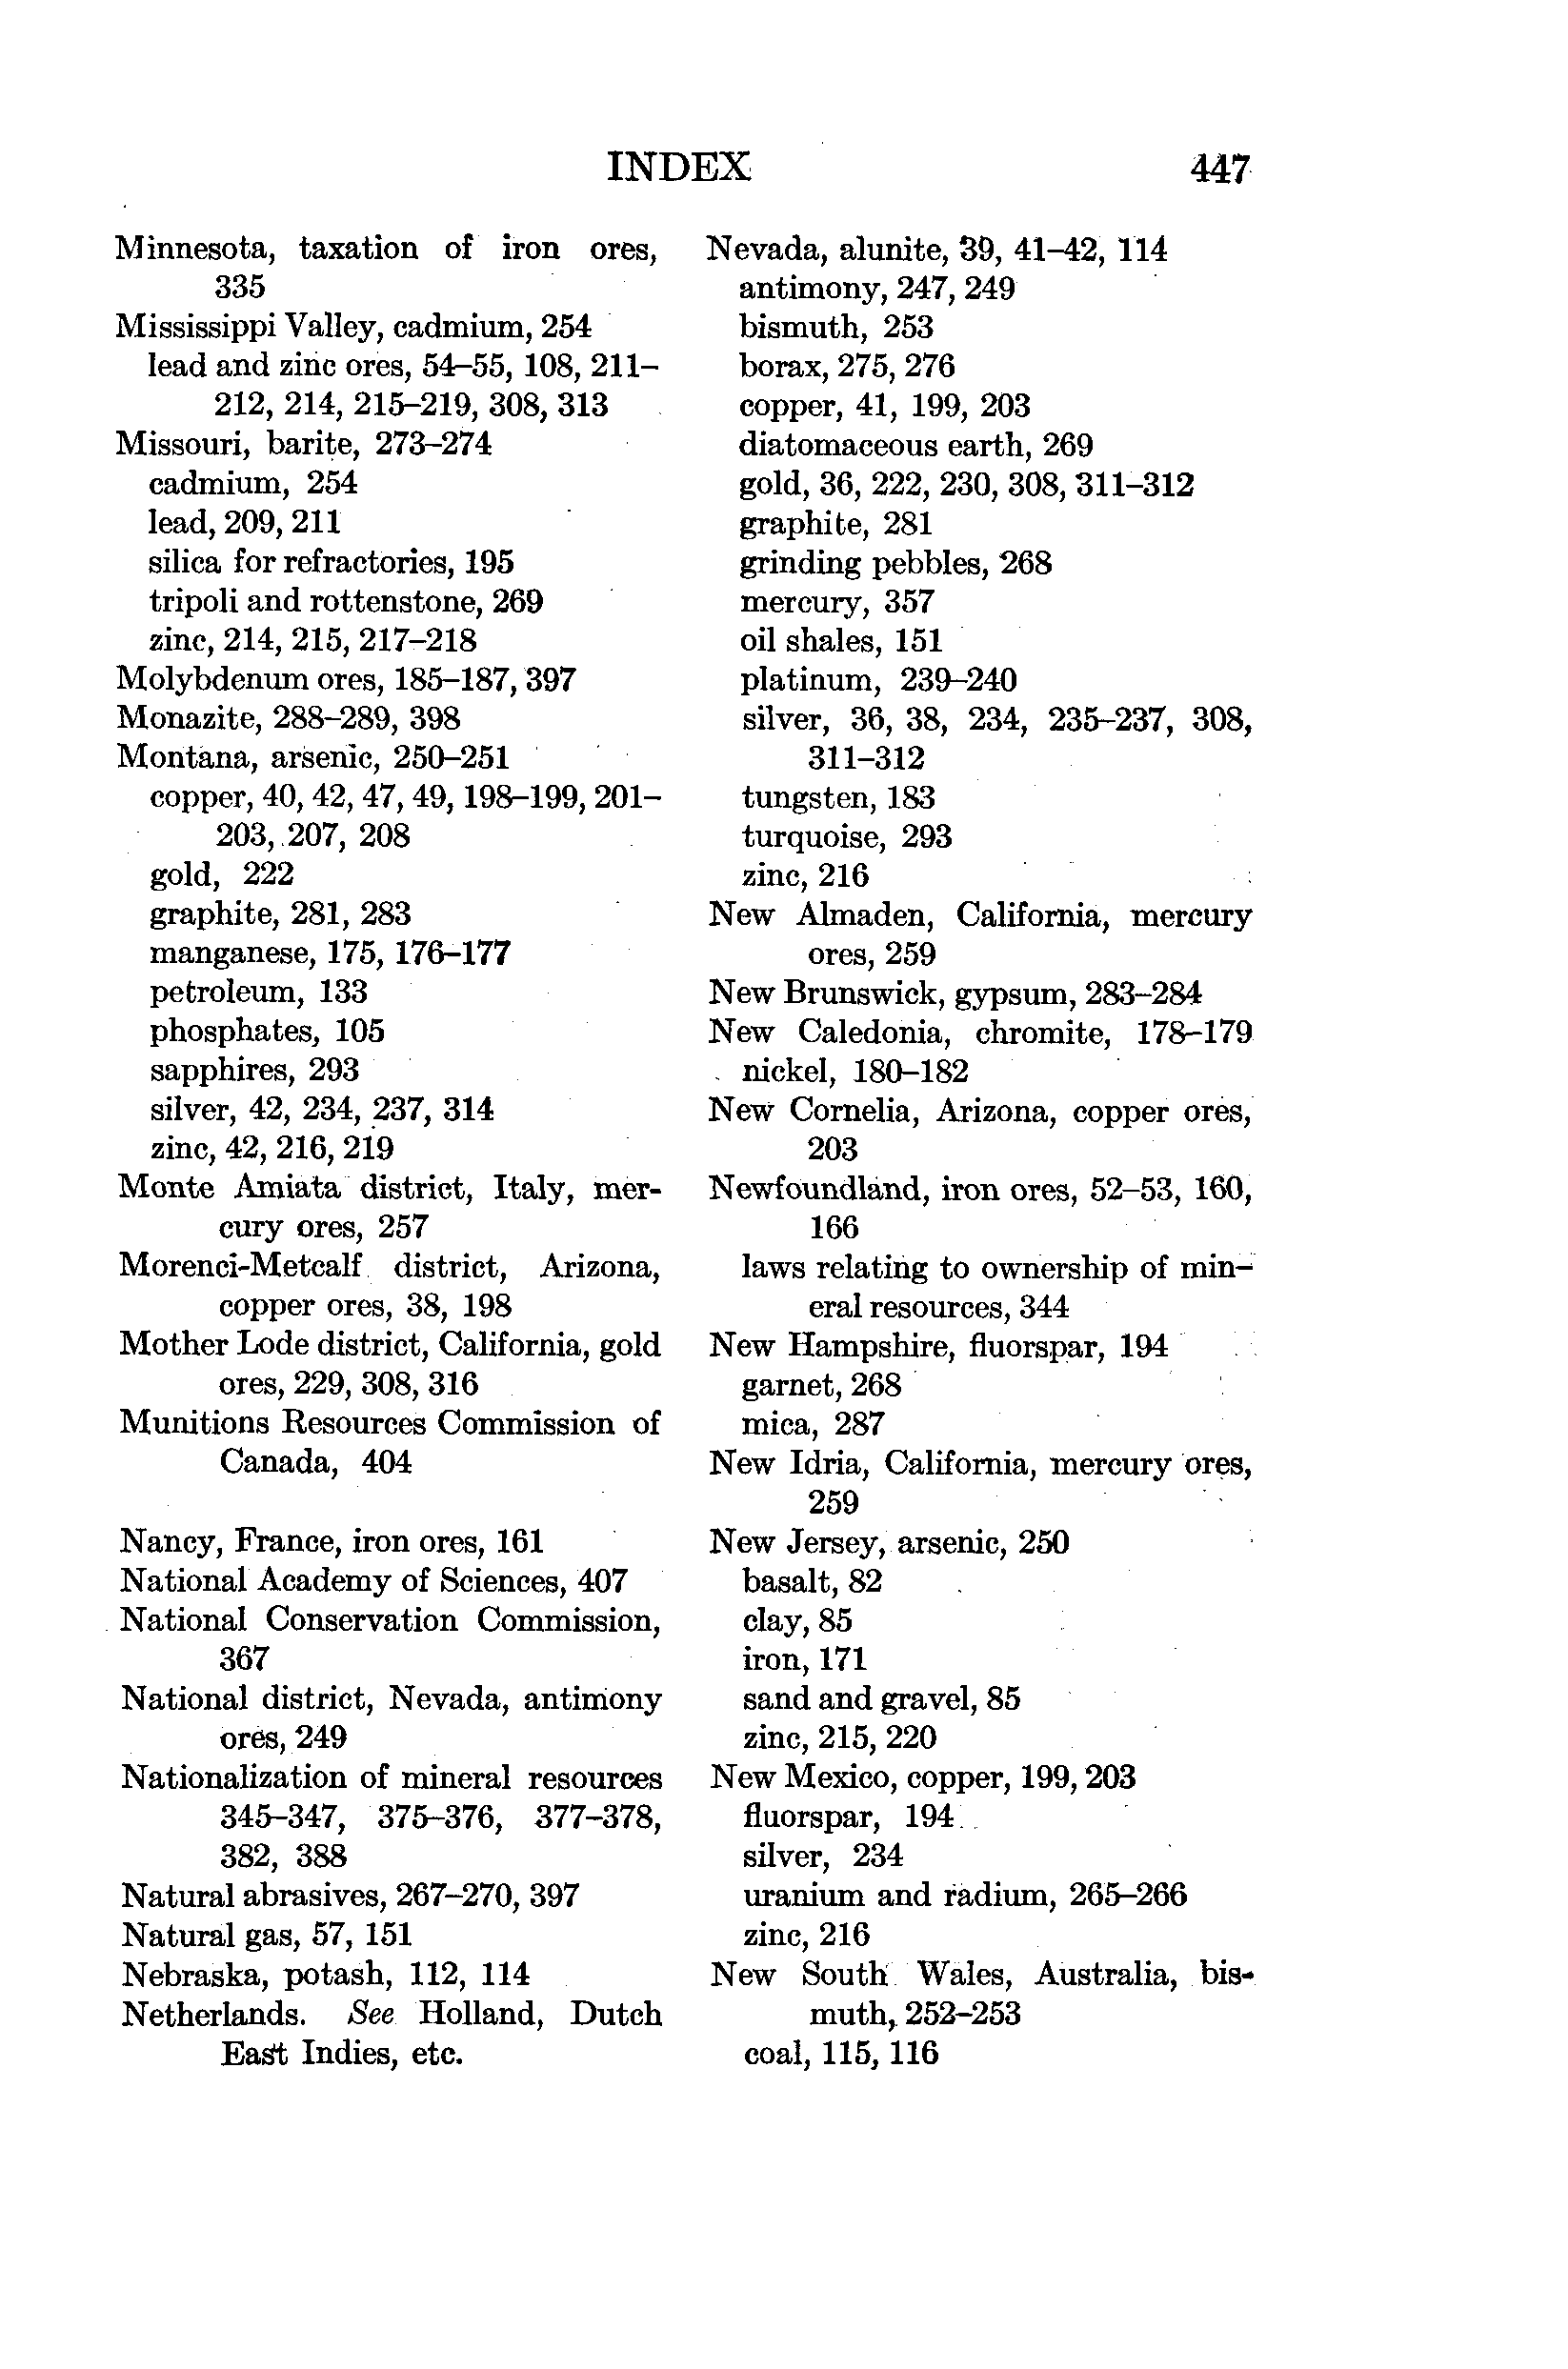 INDEX 447
Minnesota, taxation of iron ores,
335
Mississippi Valley, cadmium, 254
lead and zinc ores, 54–55, 108, 211–
212, 214, 215–219, 308, 313
Missouri, barite, 273–274
cadmium, 254
lead, 209, 211
silica for refractories, 195
tripoli and rottenstone, 269
zinc, 214, 215, 217–218
Molybdenum ores, 185–187, 397
Monazite, 288–289, 398
Montana, arsenic, 250–251
copper, 40, 42, 47, 49, 198–199, 201–
203, 207, 208
gold, 222
graphite, 281, 283
manganese, 175, 176–177
petroleum, 133
phosphates, 105
sapphires, 293
silver, 42, 234, 237, 314
zinc, 42, 216, 219
Monte Amiata district, Italy, mer-
cury ores, 257
Morenci-Metcalf district, Arizona,
copper ores, 38, 198
Mother Lode district, California, gold
ores, 229, 308, 316
Munitions Resources Commission of
Canada, 404
Nancy, France, iron ores, 161
National Academy of Sciences, 407
National Conservation Commission,
367
National district, Nevada, antimony
ores, 249
Nationalization of mineral resources
345–347, 375–376, 377–378,
382, 388
Natural abrasives, 267–270, 397
Natural gas, 57, 151
Nebraska, potash, 112, 114
Netherlands. See Holland, Dutch
East Indies, etc.
Nevada, alunite, 39, 41–42, 114
antimony, 247, 249
bismuth, 253
borax, 275, 276
copper, 41, 199, 203
diatomaceous earth, 269
gold, 36, 222, 230, 308, 311–312
graphite, 281
grinding pebbles, 268
mercury, 357
oil shales, 151
platinum, 239–240
silver, 36, 38, 234, 235–237, 308,
311–312
tungsten, 183
turquoise, 293
zinc, 216
New Almaden, California, mercury
ores, 259
New Brunswick, gypsum, 283–284
New Caledonia, chromite, 178–179
nickel, 180–182
New Cornelia, Arizona, copper ores,
203
Newfoundland, iron ores, 52–53, 160,
166
laws relating to ownership of min-
eral resources, 344
New Hampshire, fluorspar, 194
garnet, 268
mica, 287
New Idria, California, mercury ores,
259
New Jersey, arsenic, 250
basalt, 82
clay, 85
iron, 171
sand and gravel, 85
zinc, 215, 220
New Mexico, copper, 199, 203
fluorspar, 194
silver, 234
uranium and radium, 265–266
zinc, 216
New South Wales, Australia, bis-
muth, 252–253
coal, 115, 116